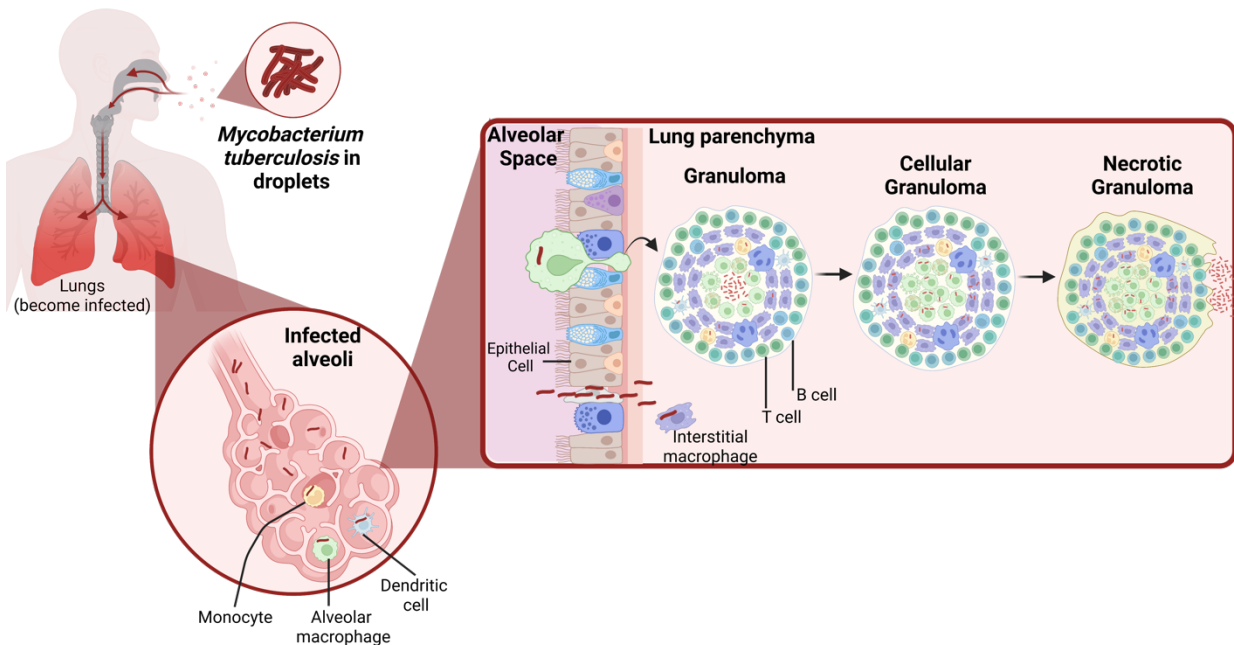 Mycobacterium
tuberculosis in
droplets
Lungs
(become infected)
Infected
alveoli
Monocyte
Alveolar
macrophage
Dendritic
cell
Alveolar
Space
Lung parenchyma
Granuloma
Cellular
Granuloma
Necrotic
Granuloma
Epithelial
Cell
Interstitial
macrophage
T cell
B cell